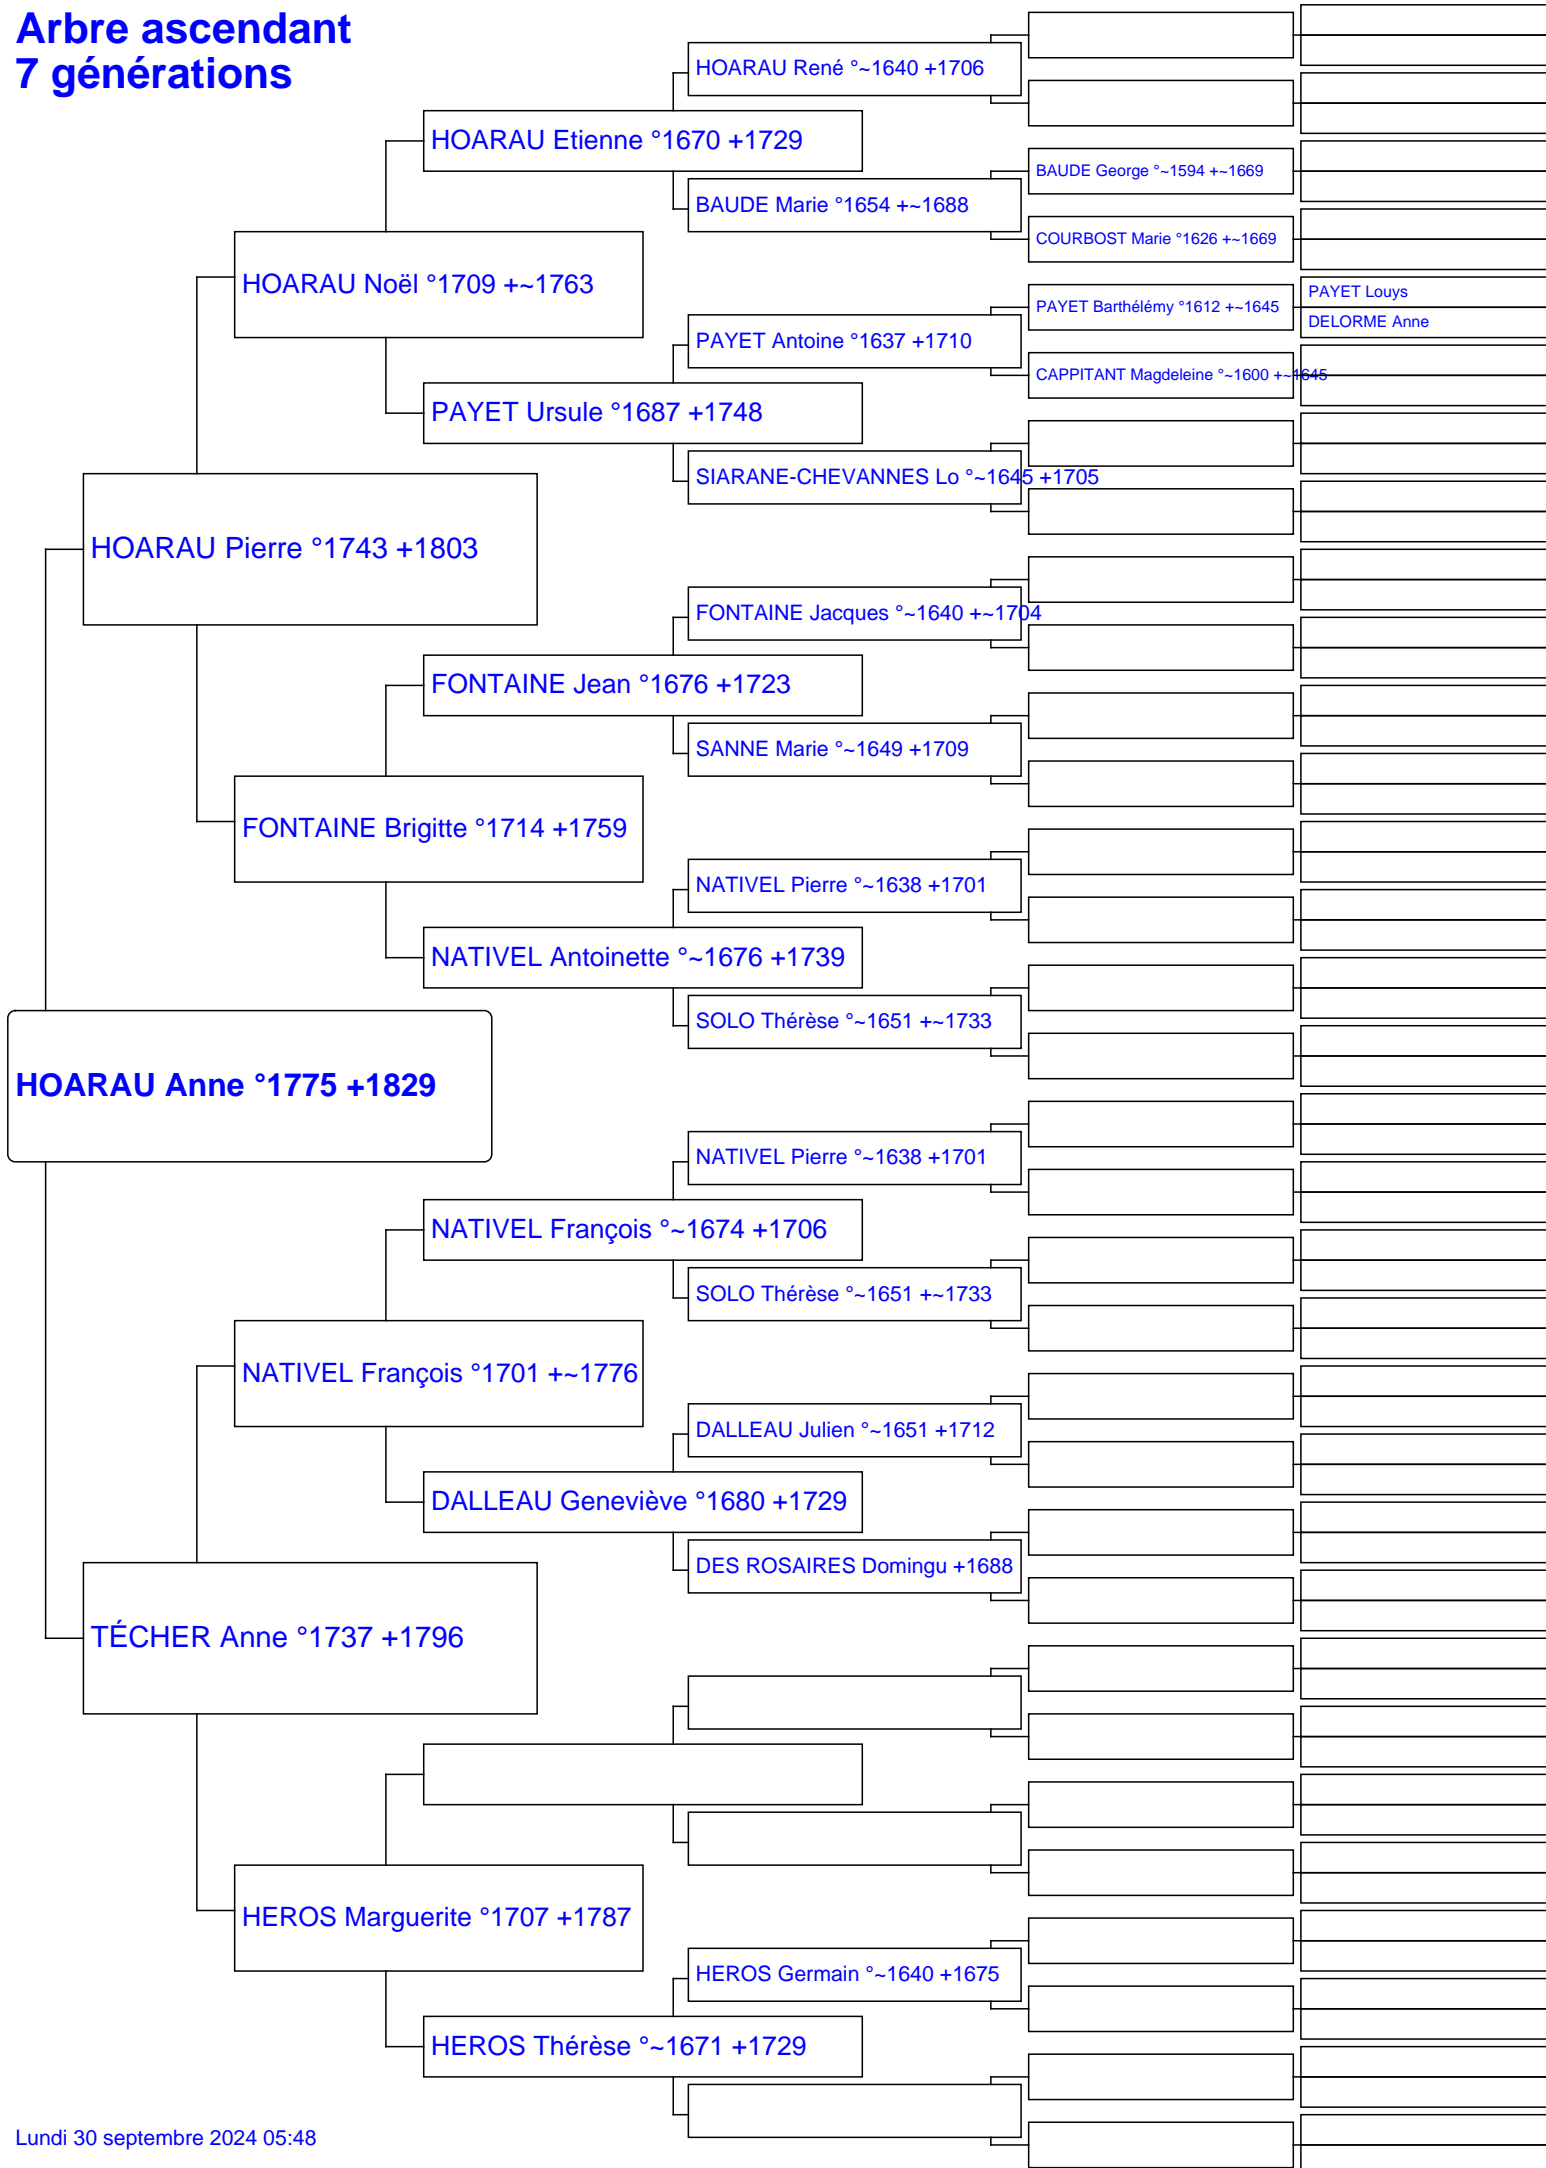 Arbre ascendant
7 générations
HOARAU René °~1640 +1706
HOARAU Etienne °1670 +1729
BAUDE George °~1594 +~1669
BAUDE Marie °1654 +~1688
COURBOST Marie °1626 +~1669
HOARAU Noël °1709 +~1763
PAYET Louys
PAYET Barthélémy °1612 +~1645
DELORME Anne
PAYET Antoine °1637 +1710
CAPPITANT Magdeleine °~1600 +~1645
PAYET Ursule °1687 +1748
SIARANE-CHEVANNES Lo °~1645 +1705
HOARAU Pierre °1743 +1803
FONTAINE Jacques °~1640 +~1704
FONTAINE Jean °1676 +1723
SANNE Marie °~1649 +1709
FONTAINE Brigitte °1714 +1759
NATIVEL Pierre °~1638 +1701
NATIVEL Antoinette °~1676 +1739
SOLO Thérèse °~1651 +~1733
HOARAU Anne °1775 +1829
NATIVEL Pierre °~1638 +1701
NATIVEL François °~1674 +1706
SOLO Thérèse °~1651 +~1733
NATIVEL François °1701 +~1776
DALLEAU Julien °~1651 +1712
DALLEAU Geneviève °1680 +1729
DES ROSAIRES Domingu +1688
TÉCHER Anne °1737 +1796
HEROS Marguerite °1707 +1787
HEROS Germain °~1640 +1675
HEROS Thérèse °~1671 +1729
Lundi 30 septembre 2024 05:48